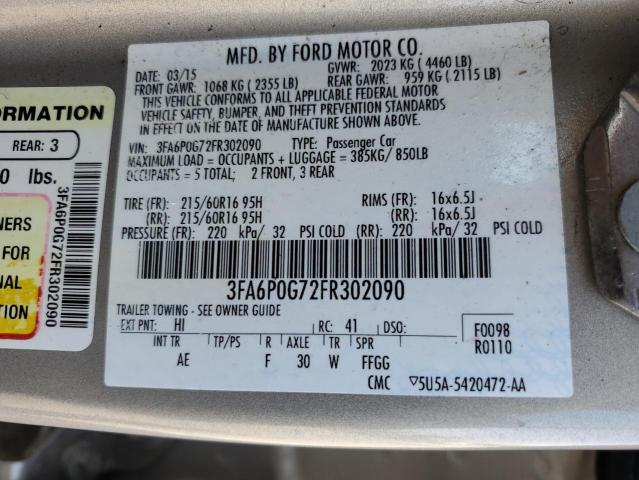 MFD. BY FORD MOTOR CO.
DATE: 03/15 GVWR: 2023 KG ( 4460 LB)
FRONT GAWR: 1068 KG ( 2355 LB) REAR GAWR: 959 KG ( 2115 LB)
THIS VEHICLE CONFORMS TO ALL APPLICABLE FEDERAL MOTOR
VEHICLE SAFETY, BUMPER, AND THEFT PREVENTION STANDARDS
IN EFFECT ON THE DATE OF MANUFACTURE SHOWN ABOVE.
VIN: 3FA6P0G72FR302090 TYPE: Passenger Car
MAXIMUM LOAD = OCCUPANTS + LUGGAGE = 385KG/ 850LB
OCCUPANTS = 5 TOTAL; 2 FRONT, 3 REAR
TIRE (FR): 215/60R16 95H RIMS (FR): 16x6.5J
(RR): 215/60R16 95H (RR): 16x6.5J
PRESSURE (FR): 220 kPa/ 32 PSI COLD (RR): 220 kPa/ 32 PSI COLD
3FA6P0G72FR302090
TRAILER TOWING - SEE OWNER GUIDE
EXT PNT: HI RC: 41 DSO:
F0098
R0110
INT TR TP/PS R AXLE TR SPR
AE F 30 W FFGG
CMC ▽5U5A-5420472-AA
ORMATION
REAR: 3
0 lbs.
NERS
FOR
NAL
TION
3FA6P0G72FR302090